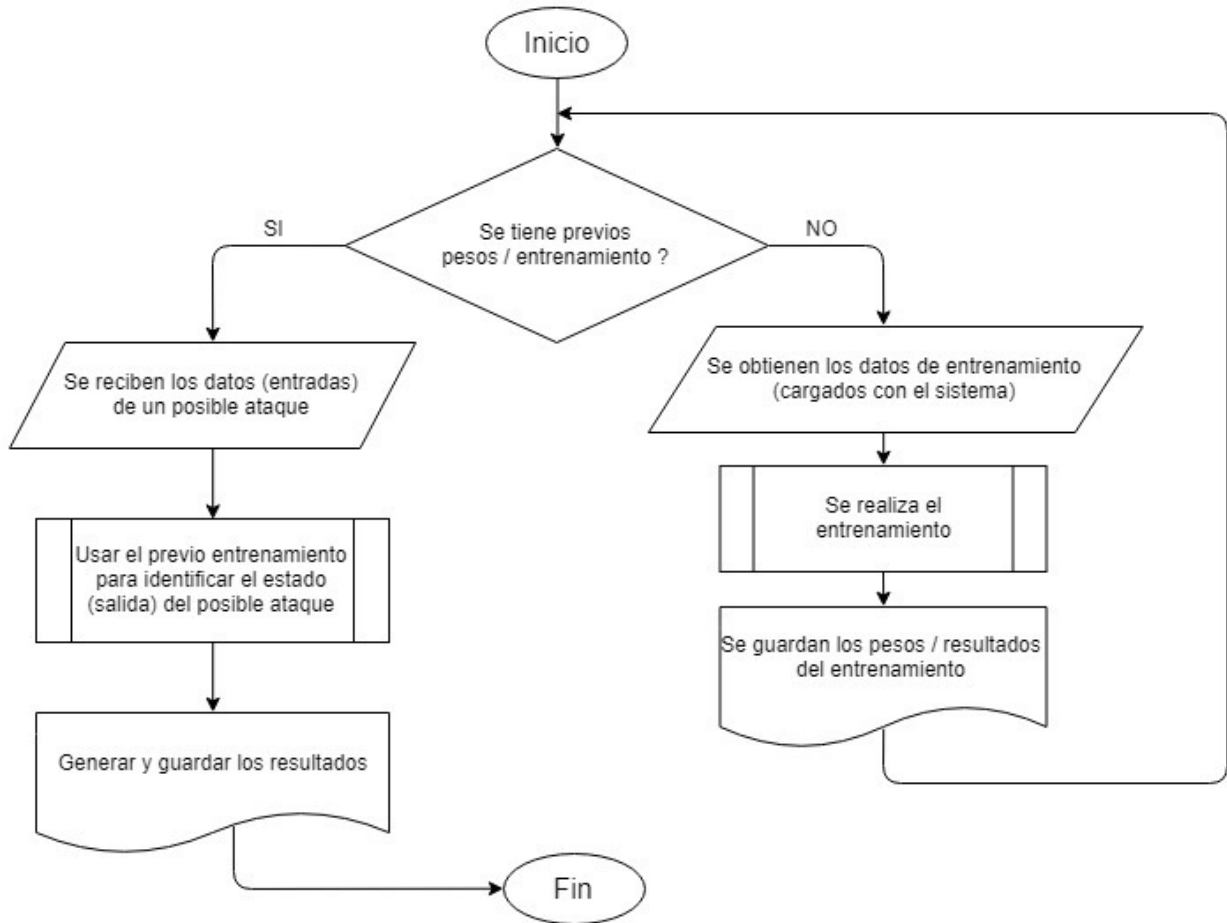 Inicio
Se tiene previos
pesos / entrenamiento ?
SI
NO
Se reciben los datos (entradas)
de un posible ataque
Usar el previo entrenamiento
para identificar el estado
(salida) del posible ataque
Generar y guardar los resultados
Se obtienen los datos de entrenamiento
(cargados con el sistema)
Se realiza el
entrenamiento
Se guardan los pesos / resultados
del entrenamiento
Fin